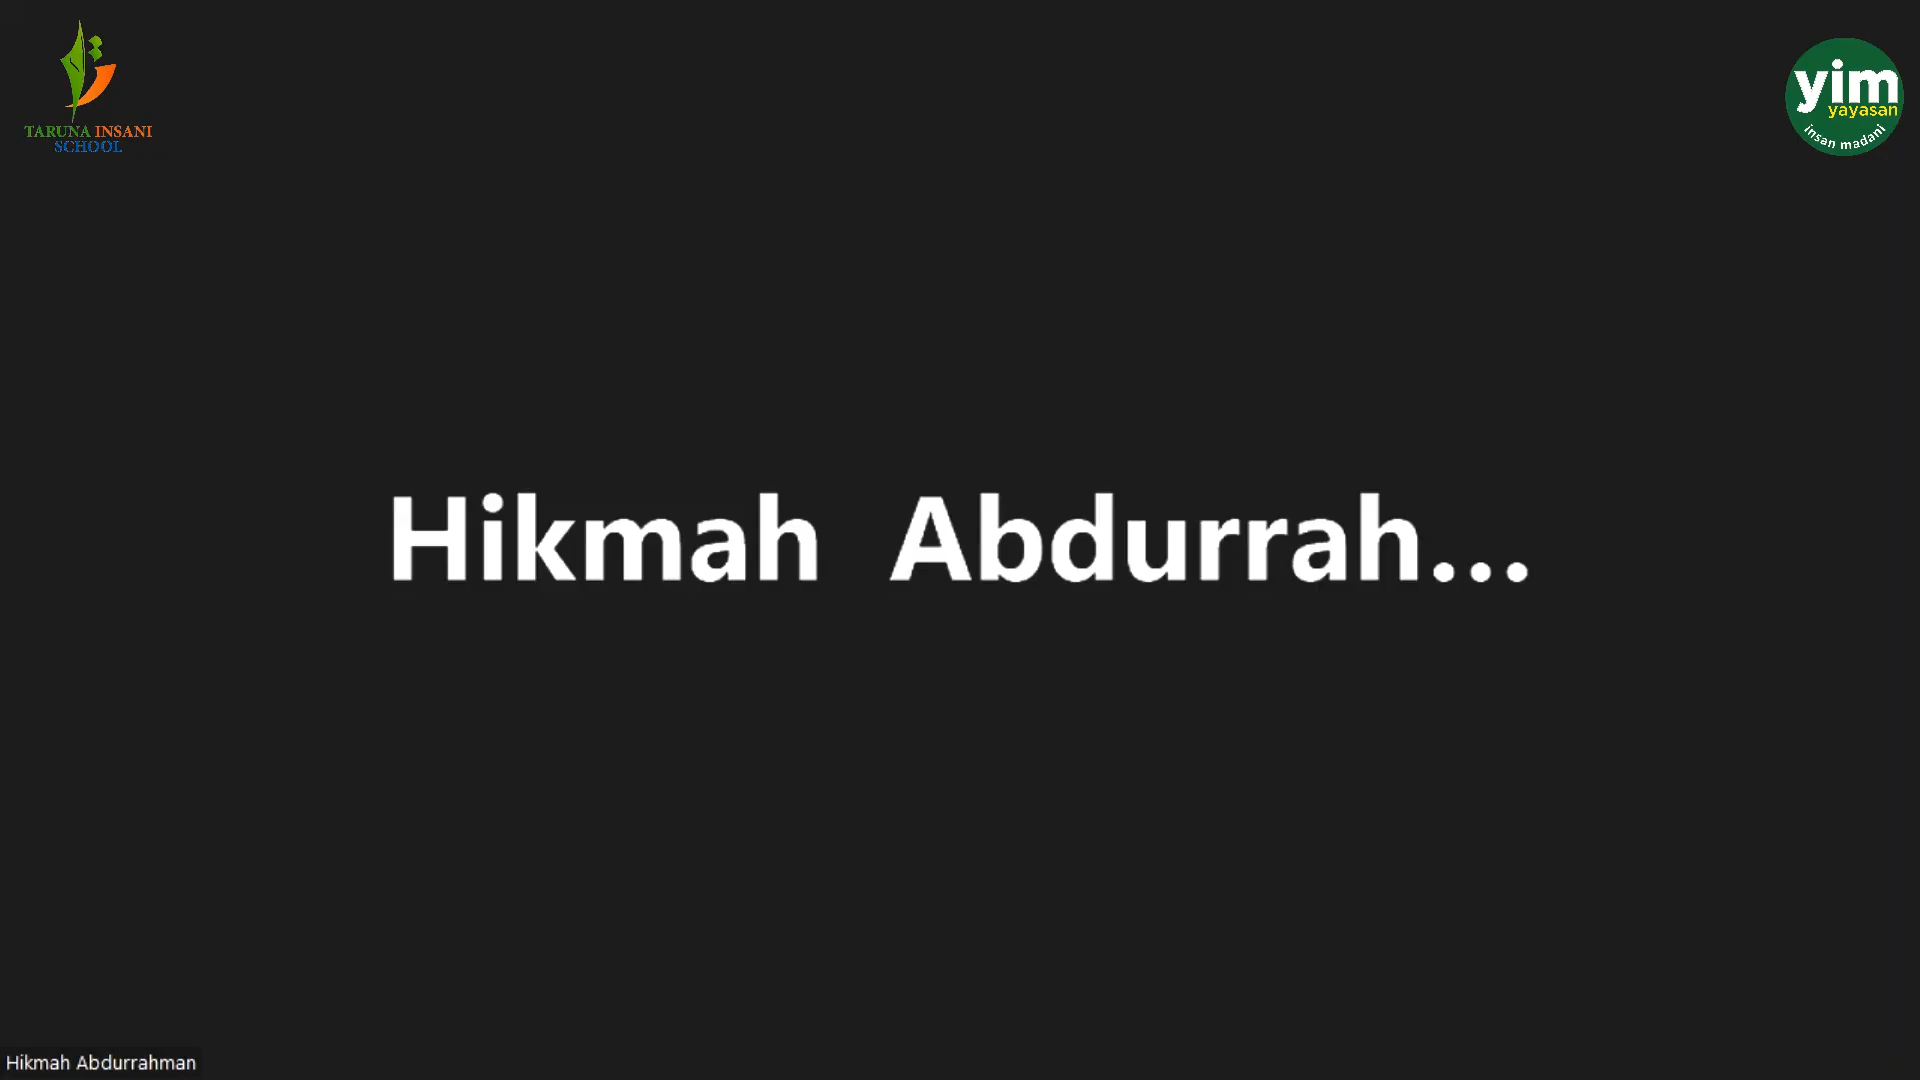 TARUNA INSANI
SCHOOL
yim
yayasan
insan madani
Hikmah Abdurrah...
Hikmah Abdurrahman